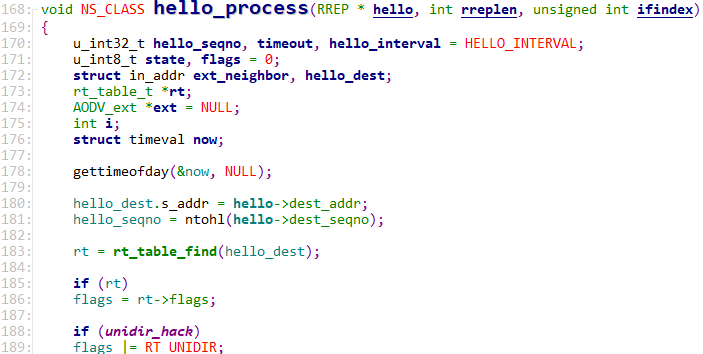 168: void NS_CLASS hello_process(RREP * hello, int rreplen, unsigned int ifindex)
169: {
170: u_int32_t hello_seqno, timeout, hello_interval = HELLO_INTERVAL;
171: u_int8_t state, flags = 0;
172: struct in_addr ext_neighbor, hello_dest;
173: rt_table_t *rt;
174: AODV_ext *ext = NULL;
175: int i;
176: struct timeval now;
177:
178: gettimeofday(&now, NULL);
179:
180: hello_dest.s_addr = hello->dest_addr;
181: hello_seqno = ntohl(hello->dest_seqno);
182:
183: rt = rt_table_find(hello_dest);
184:
185: if (rt)
186: flags = rt->flags;
187:
188: if (unidir_hack)
189: flags |= RT_UNIDIR;